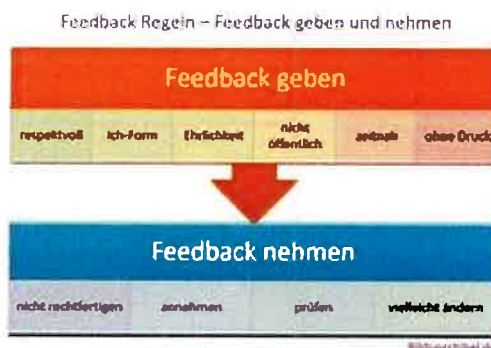 Feedback Regeln – Feedback geben und nehmen
Feedback geben
respektvoll Ich-Form Ehrlichkeit nicht öffentlich zeitnah ohne Druck
Feedback nehmen
nicht rechtfertigen annehmen prüfen vielleicht ändern